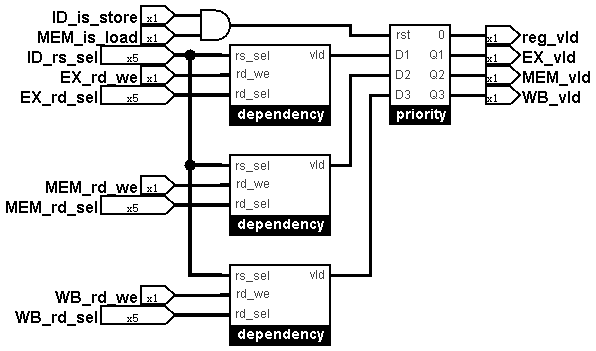 ID_is_store x1
MEM_is_load x1 rst 0 x1 reg_vld
ID_rs_sel x5 rs_sel vld D1 Q1 x1 EX_vld
EX_rd_we x1 rd_we D2 Q2 x1 MEM_vld
EX_rd_sel x5 rd_sel D3 Q3 x1 WB_vld
dependency priority
rs_sel vld
MEM_rd_we x1 rd_we
MEM_rd_sel x5 rd_sel
dependency
rs_sel vld
WB_rd_we x1 rd_we
WB_rd_sel x5 rd_sel
dependency